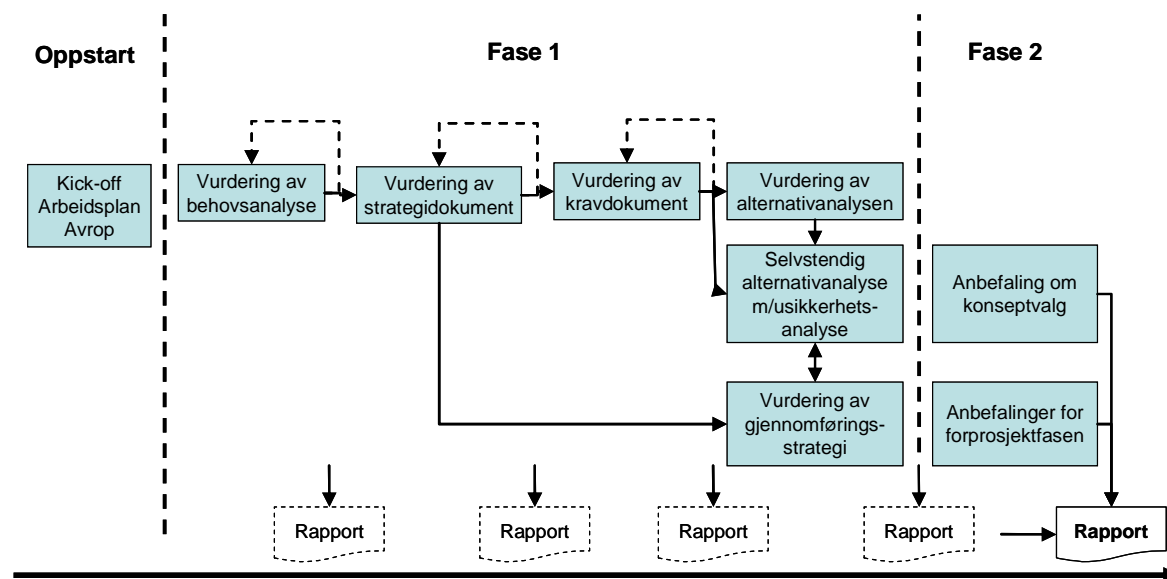 Oppstart
Fase 1
Fase 2
Kick-off
Arbeidsplan
Avrop
Vurdering av
behovsanalyse
Vurdering av
strategidokument
Vurdering av
kravdokument
Vurdering av
alternativanalysen
Selvstendig
alternativanalyse
m/usikkerhets-
analyse
Vurdering av
gjennomførings-
strategi
Anbefaling om
konseptvalg
Anbefalinger for
forprosjektfasen
Rapport
Rapport
Rapport
Rapport
Rapport